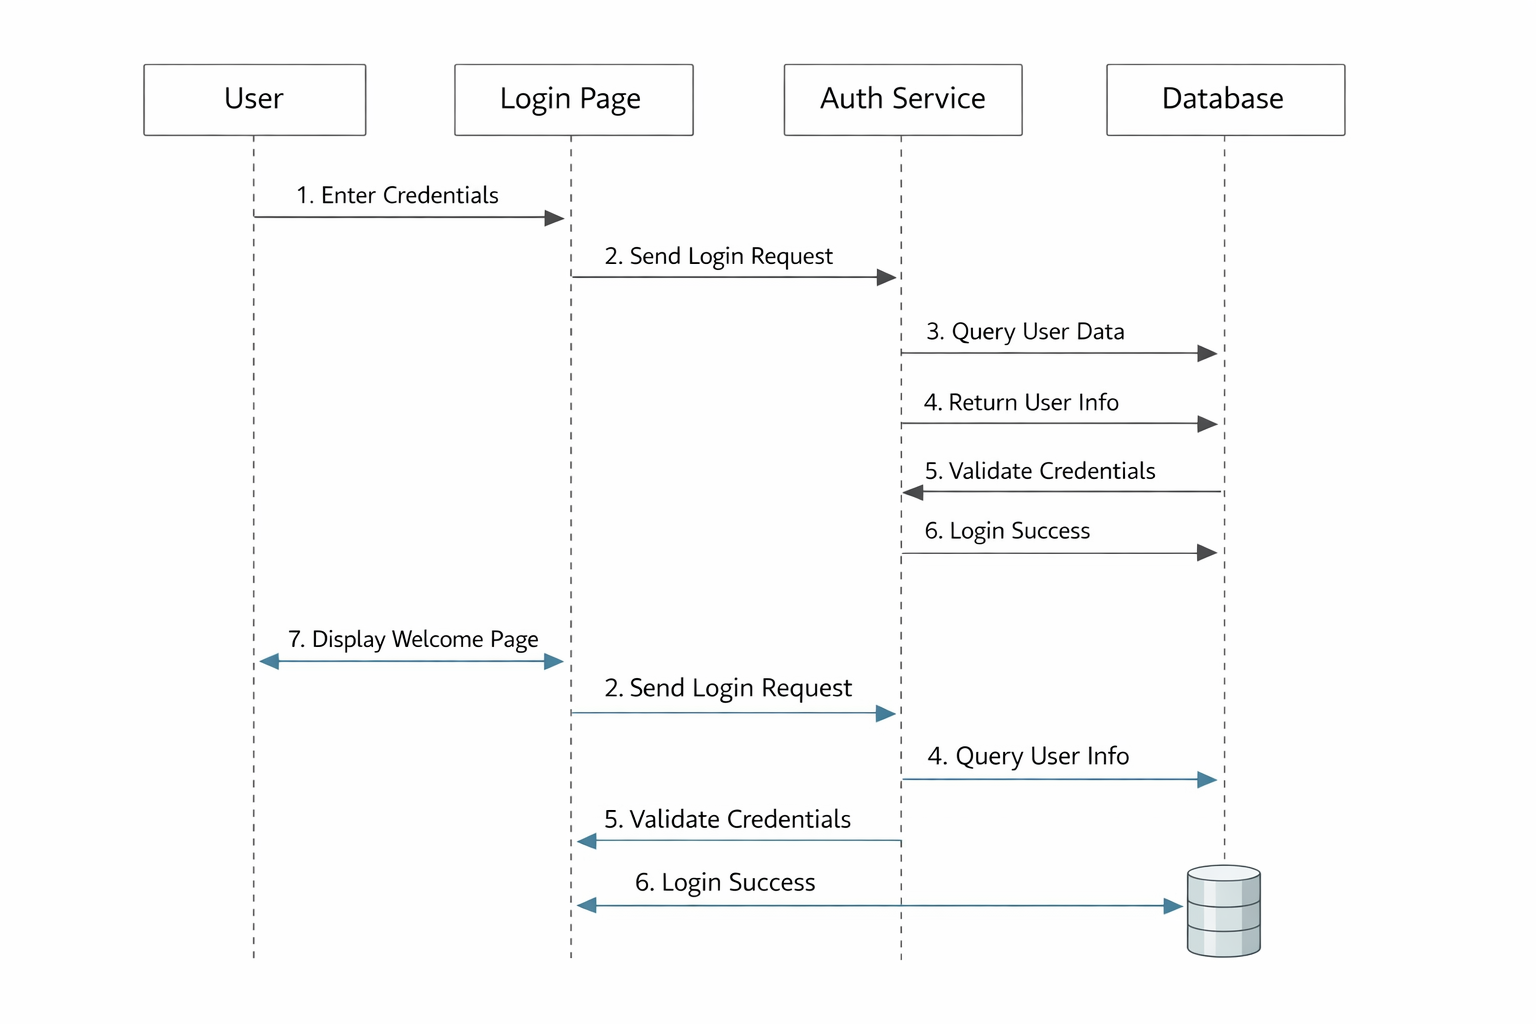 User
Login Page
Auth Service
Database
1. Enter Credentials
2. Send Login Request
3. Query User Data
4. Return User Info
5. Validate Credentials
6. Login Success
7. Display Welcome Page
2. Send Login Request
4. Query User Info
5. Validate Credentials
6. Login Success